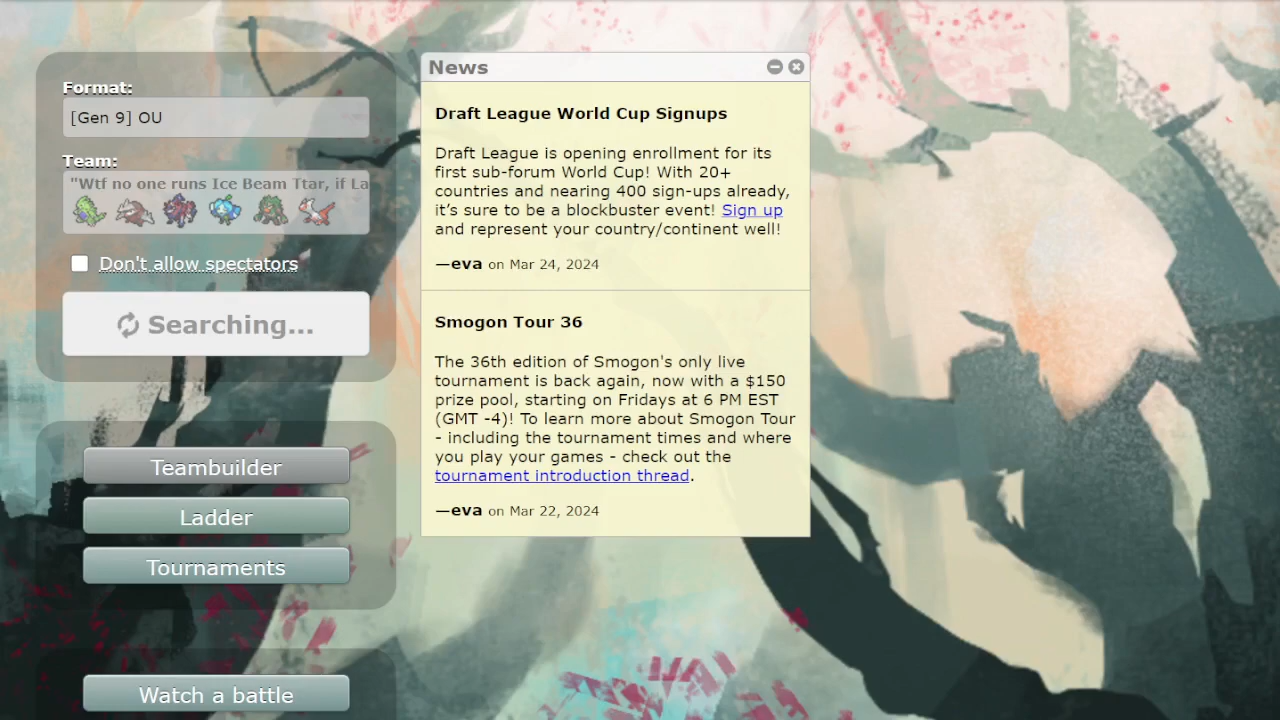 Format:
[Gen 9] OU
Team:
"Wtf no one runs Ice Beam Ttar, if La
Don't allow spectators
Searching...
Teambuilder
Ladder
Tournaments
Watch a battle
News
Draft League World Cup Signups
Draft League is opening enrollment for its
first sub-forum World Cup! With 20+
countries and nearing 400 sign-ups already,
it’s sure to be a blockbuster event! Sign up
and represent your country/continent well!
—eva on Mar 24, 2024
Smogon Tour 36
The 36th edition of Smogon's only live
tournament is back again, now with a $150
prize pool, starting on Fridays at 6 PM EST
(GMT -4)! To learn more about Smogon Tour
- including the tournament times and where
you play your games - check out the
tournament introduction thread.
—eva on Mar 22, 2024